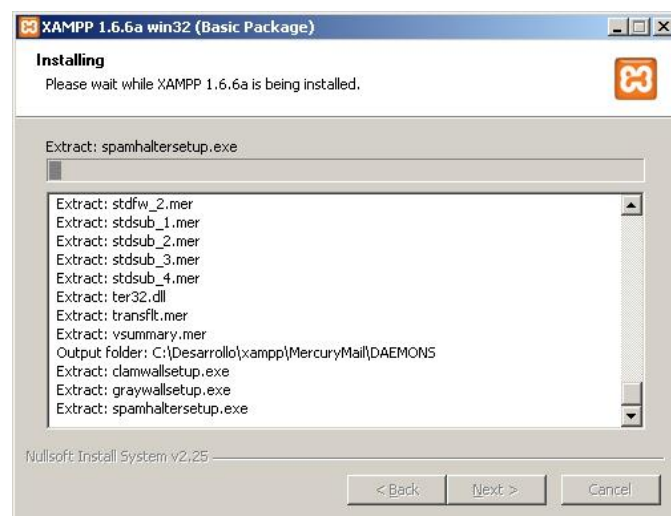 XAMPP 1.6.6a win32 (Basic Package)
Installing
Please wait while XAMPP 1.6.6a is being installed.
Extract: spamhaltersetup.exe
Extract: stdfw_2.mer
Extract: stdsub_1.mer
Extract: stdsub_2.mer
Extract: stdsub_3.mer
Extract: stdsub_4.mer
Extract: ter32.dll
Extract: transflt.mer
Extract: vsummary.mer
Output folder: C:\Desarrollo\xampp\MercuryMail\DAEMONS
Extract: clamwallsetup.exe
Extract: graywallsetup.exe
Extract: spamhaltersetup.exe
Nullsoft Install System v2.25
< Back
Next >
Cancel